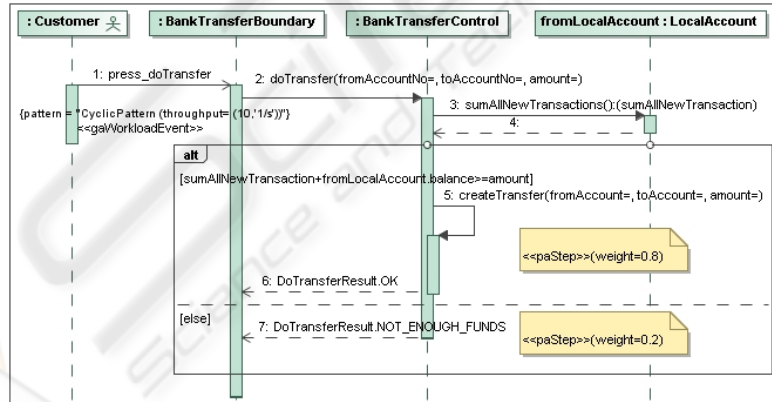 : Customer
: BankTransferBoundary
: BankTransferControl
fromLocalAccount : LocalAccount
1: press_doTransfer
2: doTransfer(fromAccountNo=, toAccountNo=, amount=)
{pattern = "CyclicPattern (throughput= (10,'1/s'))"}
<<gaWorkloadEvent>>
3: sumAllNewTransactions():(sumAllNewTransaction)
4:
alt
[sumAllNewTransaction+fromLocalAccount.balance>=amount]
5: createTransfer(fromAccount=, toAccount=, amount=)
<<paStep>>(weight=0.8)
6: DoTransferResult.OK
[else]
7: DoTransferResult.NOT_ENOUGH_FUNDS
<<paStep>>(weight=0.2)